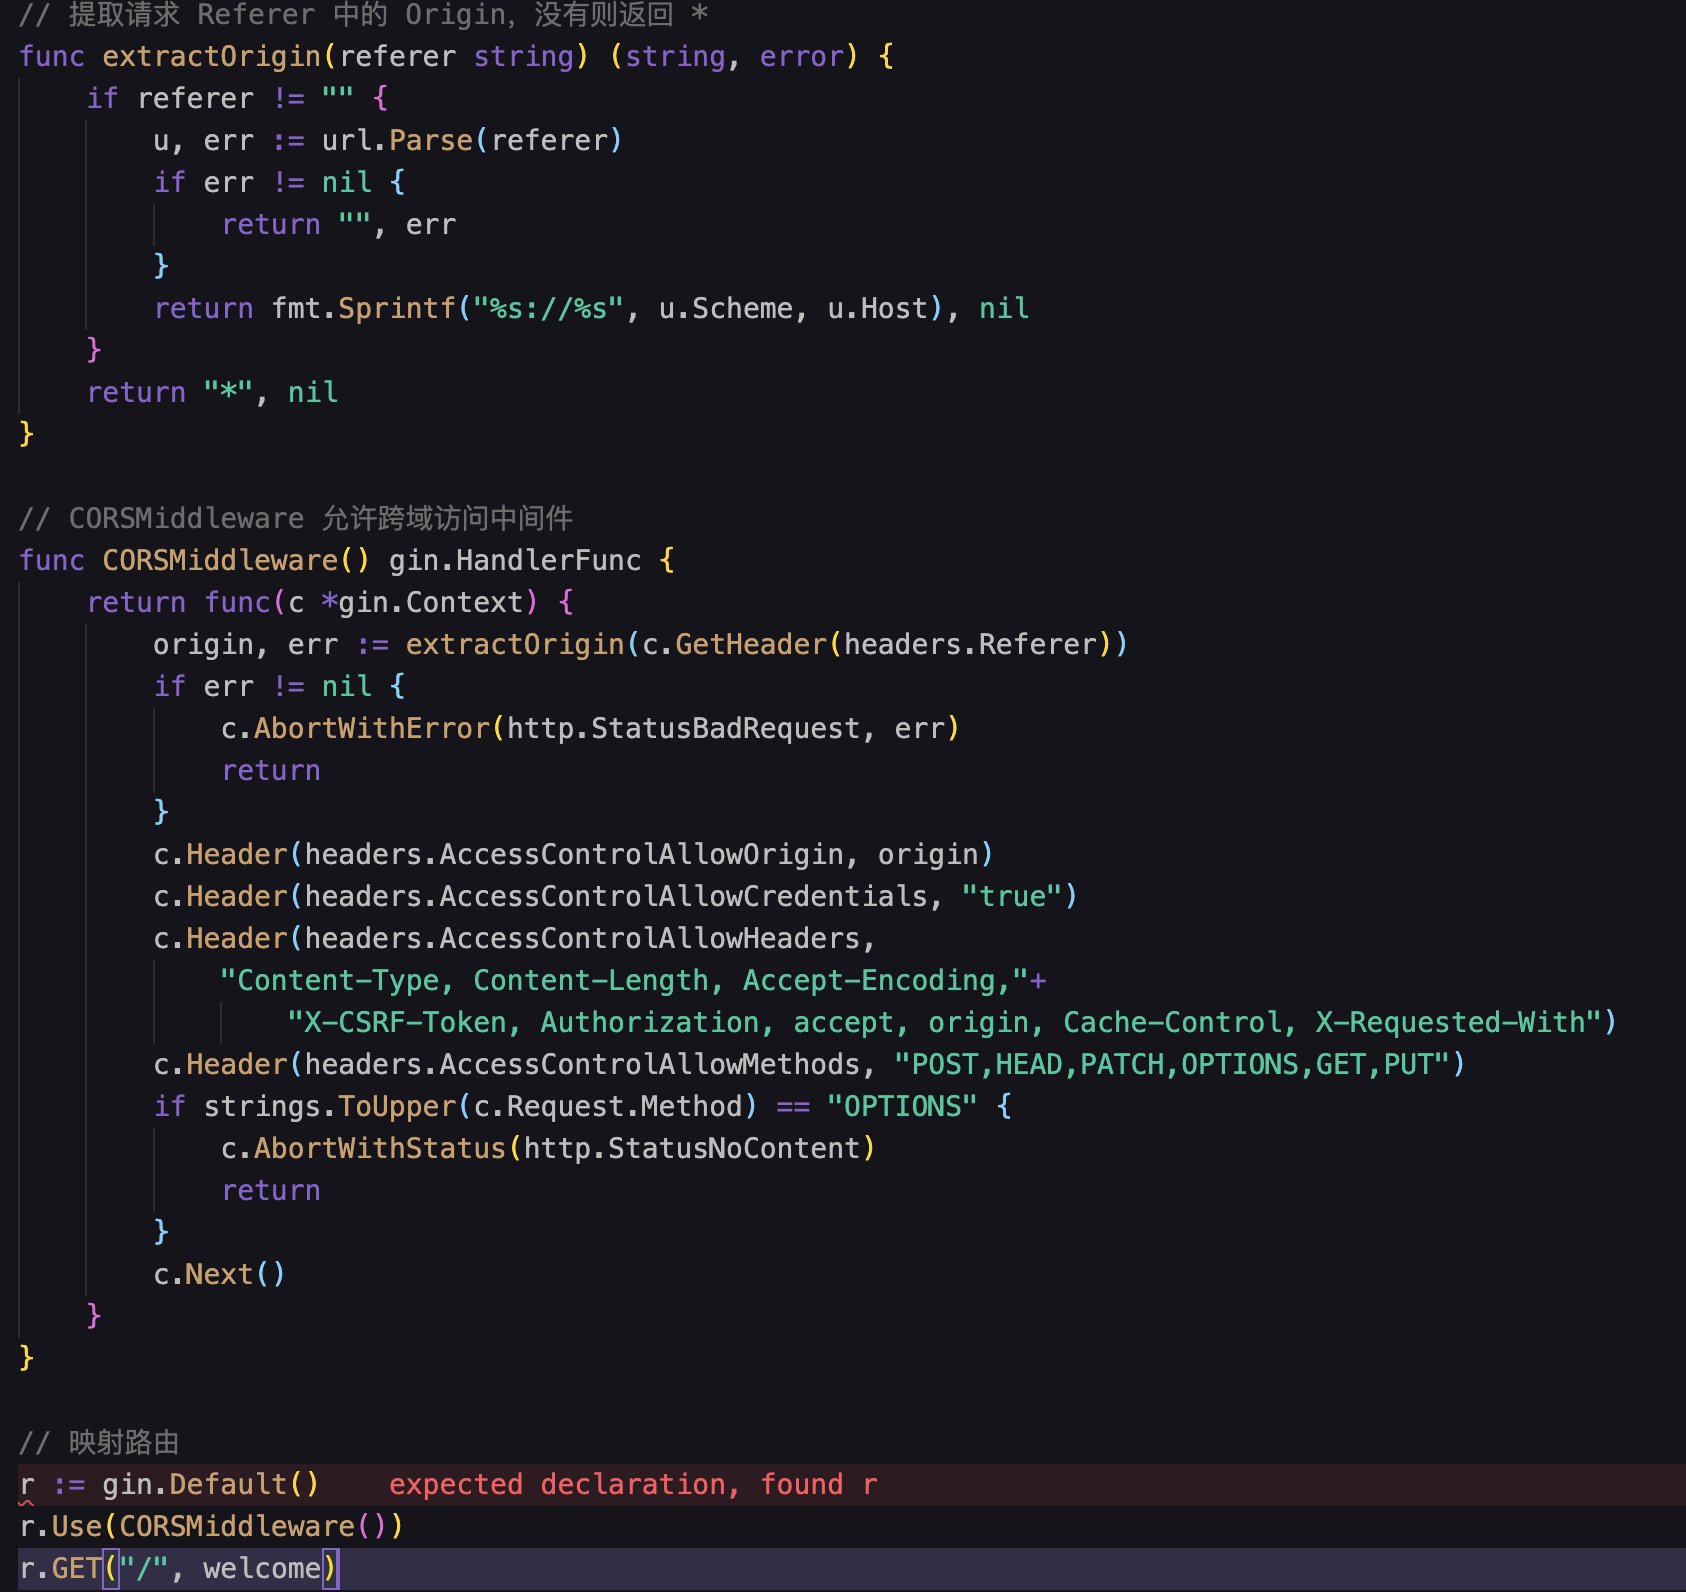 // 提取请求 Referer 中的 Origin，没有则返回 *
func extractOrigin(referer string) (string, error) {
    if referer != "" {
        u, err := url.Parse(referer)
        if err != nil {
            return "", err
        }
        return fmt.Sprintf("%s://%s", u.Scheme, u.Host), nil
    }
    return "*", nil
}

// CORSMiddleware 允许跨域访问中间件
func CORSMiddleware() gin.HandlerFunc {
    return func(c *gin.Context) {
        origin, err := extractOrigin(c.GetHeader(headers.Referer))
        if err != nil {
            c.AbortWithError(http.StatusBadRequest, err)
            return
        }
        c.Header(headers.AccessControlAllowOrigin, origin)
        c.Header(headers.AccessControlAllowCredentials, "true")
        c.Header(headers.AccessControlAllowHeaders,
            "Content-Type, Content-Length, Accept-Encoding,"+
                "X-CSRF-Token, Authorization, accept, origin, Cache-Control, X-Requested-With")
        c.Header(headers.AccessControlAllowMethods, "POST,HEAD,PATCH,OPTIONS,GET,PUT")
        if strings.ToUpper(c.Request.Method) == "OPTIONS" {
            c.AbortWithStatus(http.StatusNoContent)
            return
        }
        c.Next()
    }
}

// 映射路由
r := gin.Default()    expected declaration, found r
r.Use(CORSMiddleware())
r.GET("/", welcome)